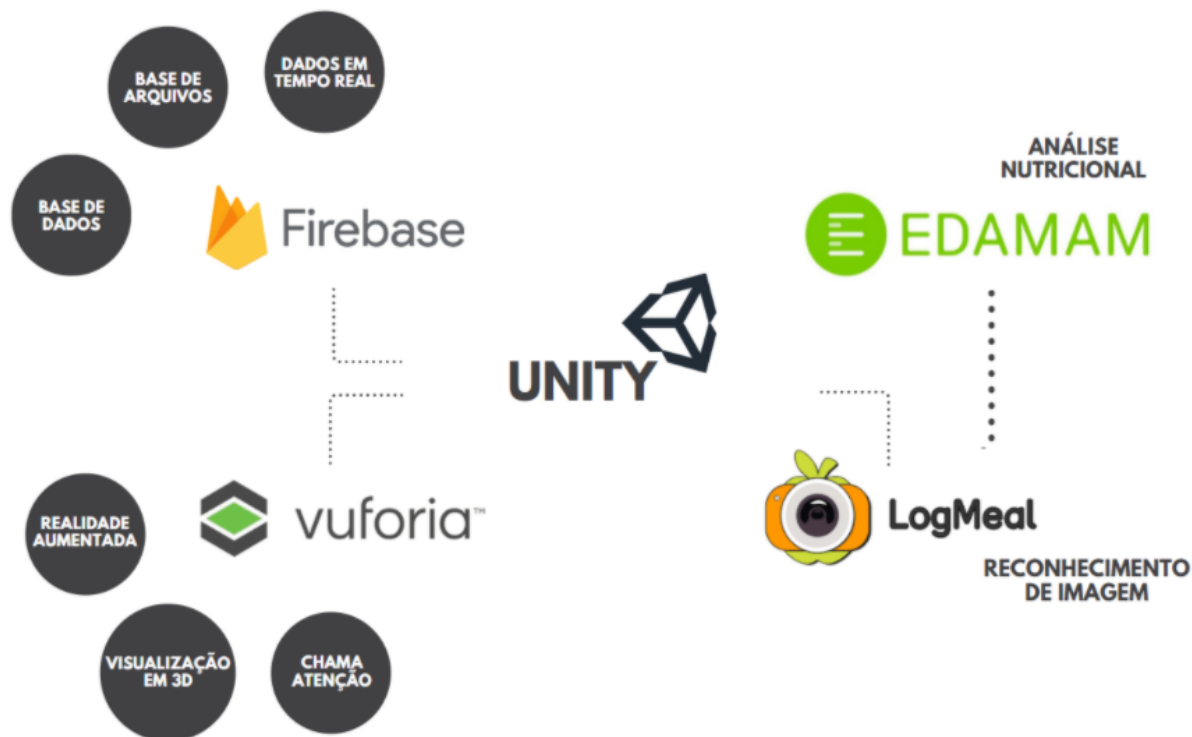 BASE DE
ARQUIVOS
DADOS EM
TEMPO REAL
BASE DE
DADOS
Firebase
ANÁLISE
NUTRICIONAL
EDAMAM
UNITY
REALIDADE
AUMENTADA
vuforia™
VISUALIZAÇÃO
EM 3D
CHAMA
ATENÇÃO
LogMeal
RECONHECIMENTO
DE IMAGEM